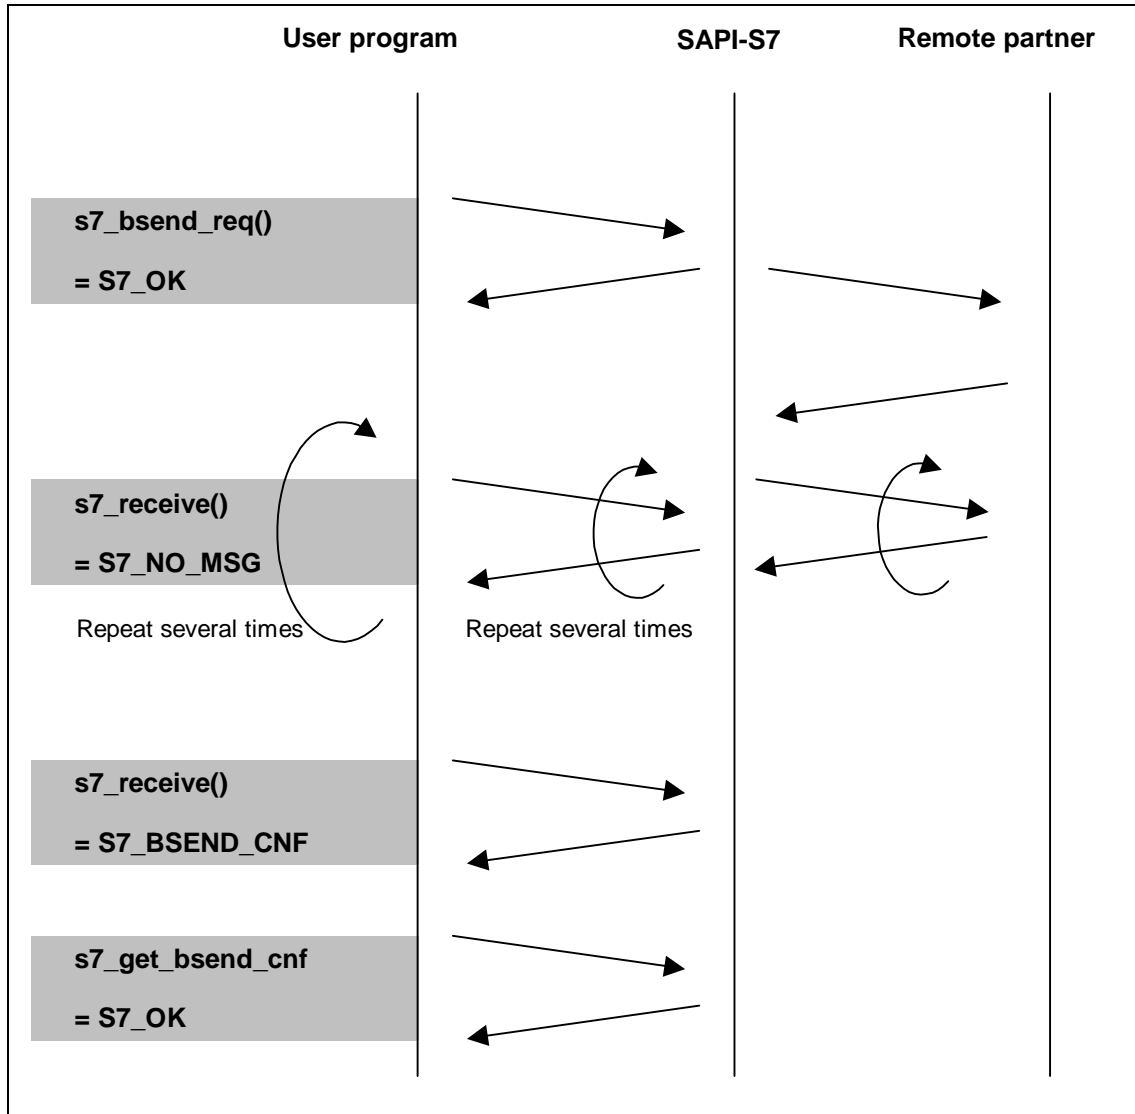 User program
SAPI-S7
Remote partner
s7_bsend_req()
= S7_OK
s7_receive()
= S7_NO_MSG
Repeat several times
Repeat several times
s7_receive()
= S7_BSEND_CNF
s7_get_bsend_cnf
= S7_OK